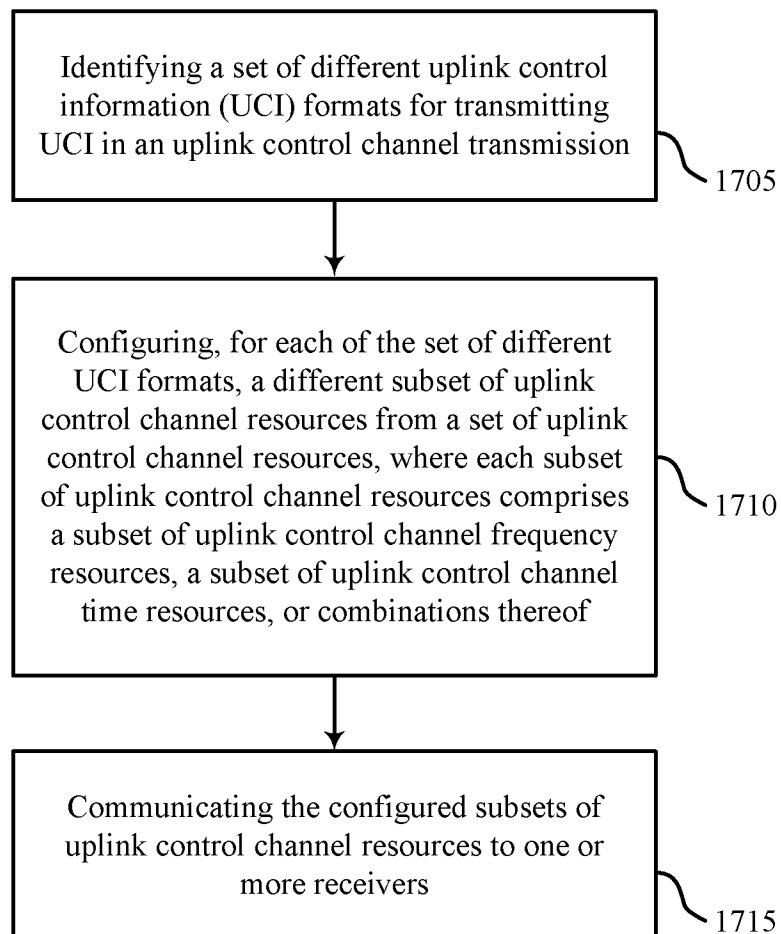 Identifying a set of different uplink control
information (UCI) formats for transmitting
UCI in an uplink control channel transmission
1705
Configuring, for each of the set of different
UCI formats, a different subset of uplink
control channel resources from a set of uplink
control channel resources, where each subset
of uplink control channel resources comprises
a subset of uplink control channel frequency
resources, a subset of uplink control channel
time resources, or combinations thereof
1710
Communicating the configured subsets of
uplink control channel resources to one or
more receivers
1715